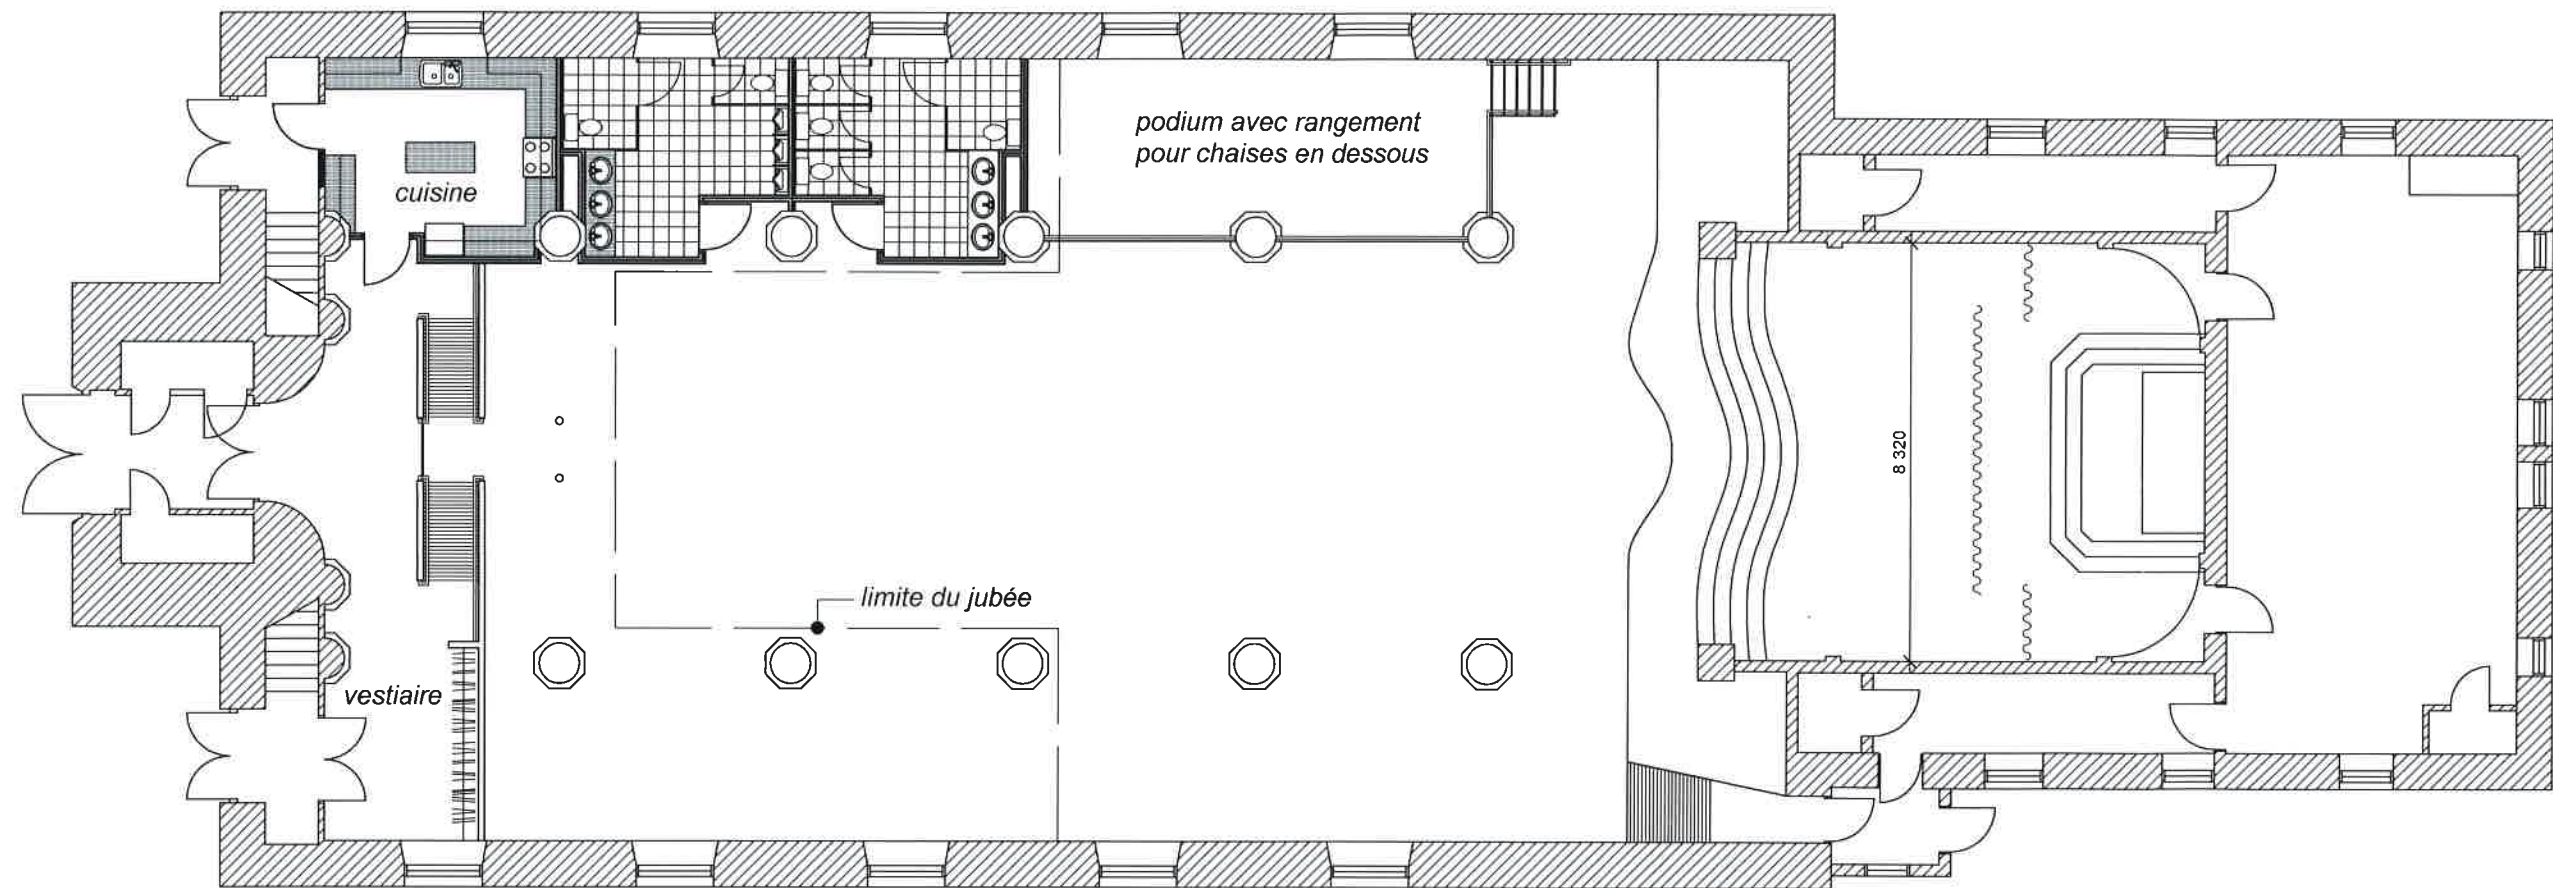 podium avec rangement
pour chaises en dessous
cuisine
8 320
limite du jubée
vestiaire